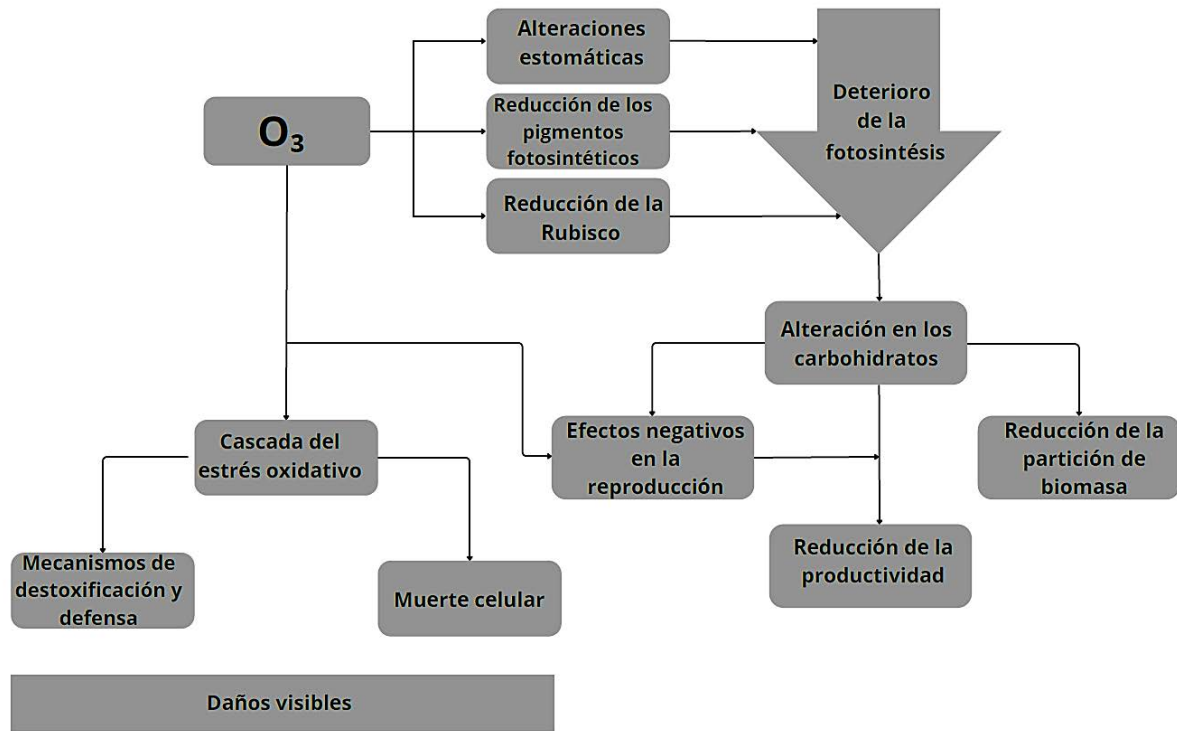 Alteraciones
estomáticas
Deterioro
de la
fotosintésis
O₃
Reducción de los
pigmentos
fotosintéticos
Reducción de la
Rubisco
Alteración en los
carbohidratos
Cascada del
estrés oxidativo
Efectos negativos
en la
reproducción
Reducción de la
partición de
biomasa
Mecanismos de
destoxificación y
defensa
Muerte celular
Reducción de la
productividad
Daños visibles